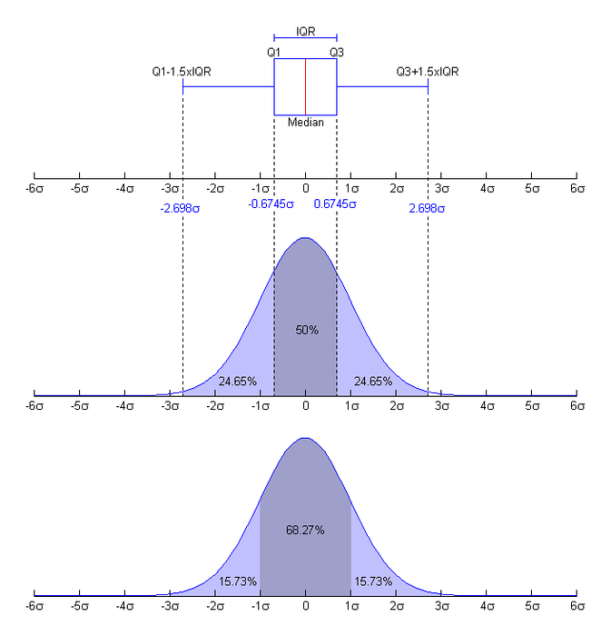 IQR
Q1 Q3
Q1-1.5xIQR Q3+1.5xIQR
Median
-6σ -5σ -4σ -3σ -2σ -1σ 0 1σ 2σ 3σ 4σ 5σ 6σ
-2.698σ -0.6745σ 0.6745σ 2.698σ
50%
24.65% 24.65%
-6σ -5σ -4σ -3σ -2σ -1σ 0 1σ 2σ 3σ 4σ 5σ 6σ
68.27%
15.73% 15.73%
-6σ -5σ -4σ -3σ -2σ -1σ 0 1σ 2σ 3σ 4σ 5σ 6σ